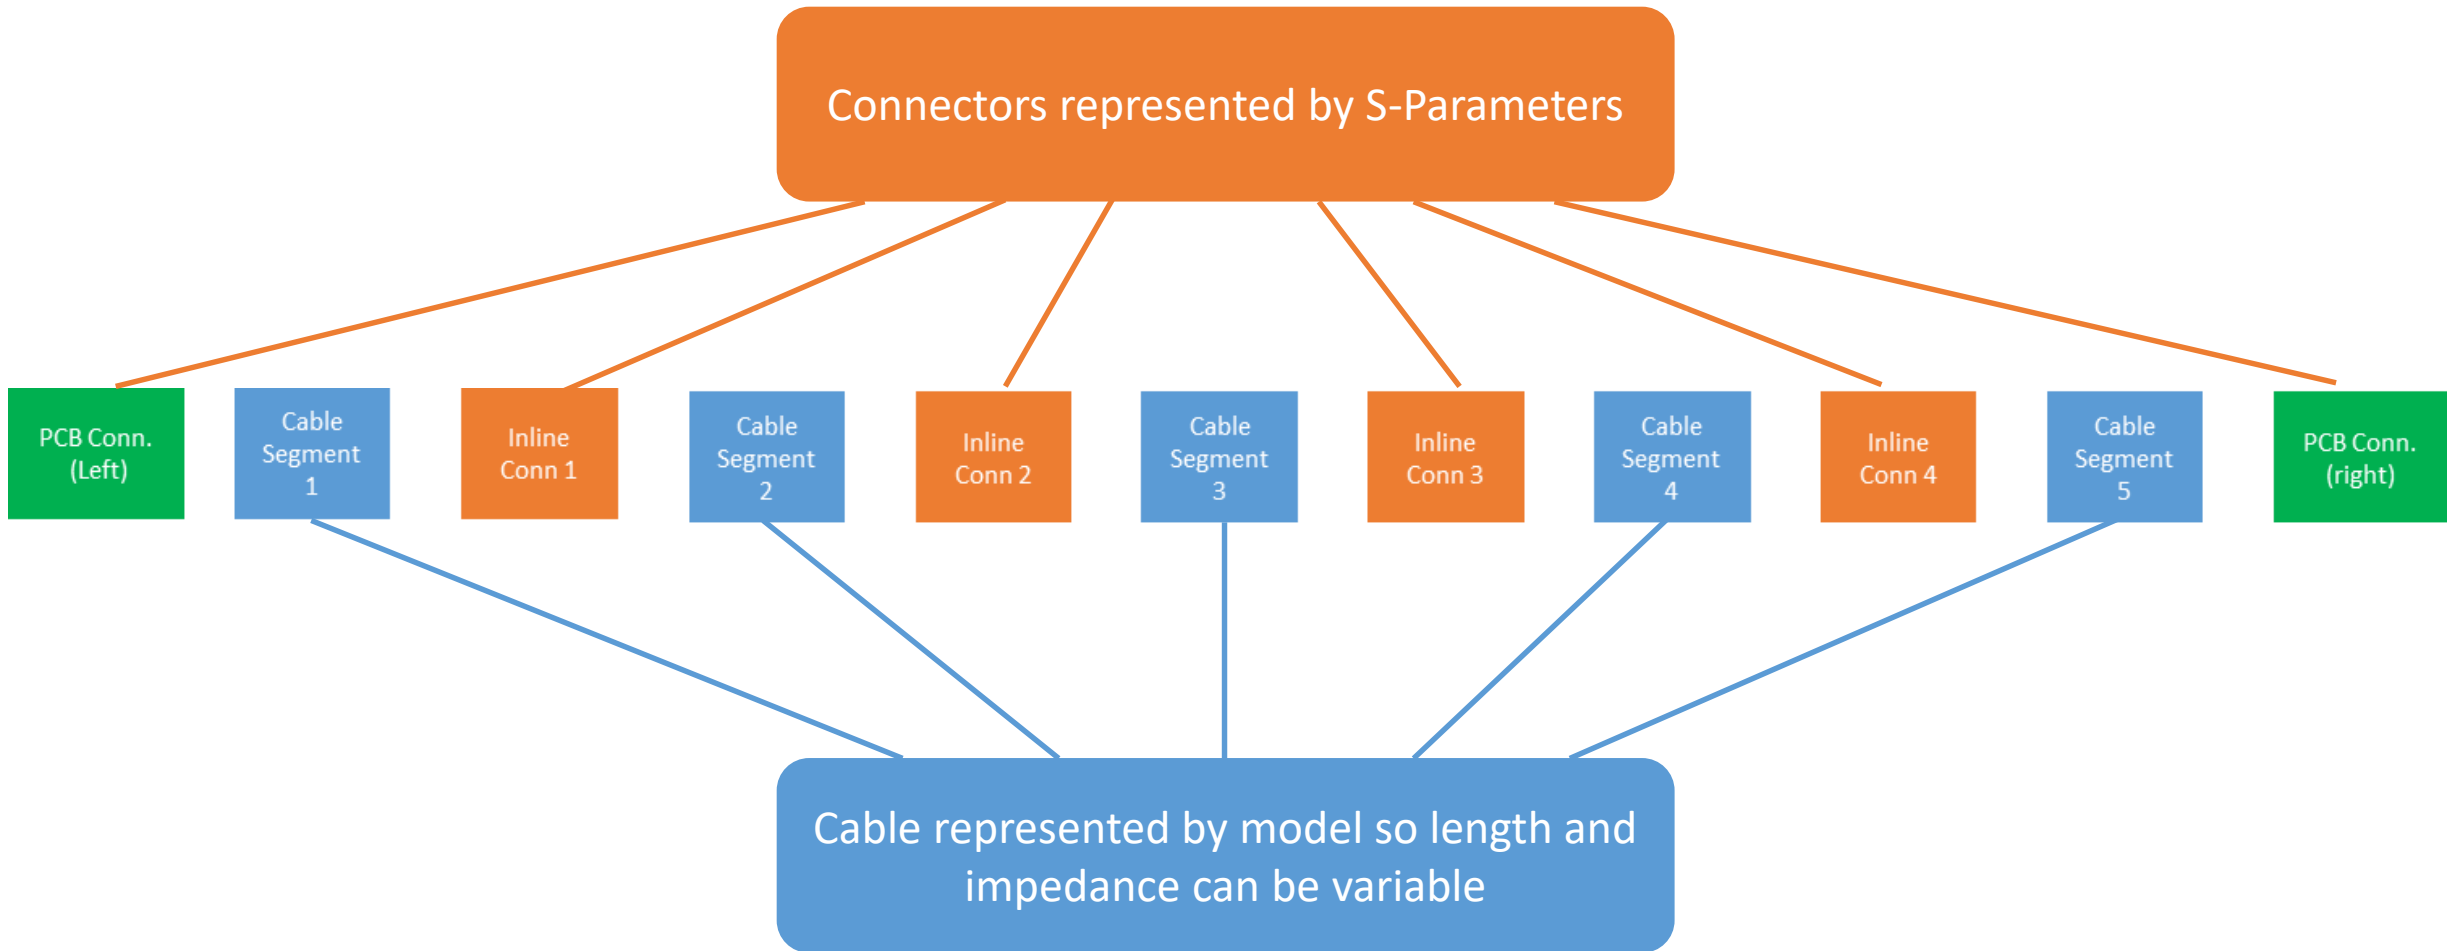 Connectors represented by S-Parameters
PCB Conn.
(Left)
Cable
Segment
1
Inline
Conn 1
Cable
Segment
2
Inline
Conn 2
Cable
Segment
3
Inline
Conn 3
Cable
Segment
4
Inline
Conn 4
Cable
Segment
5
PCB Conn.
(right)
Cable represented by model so length and
impedance can be variable